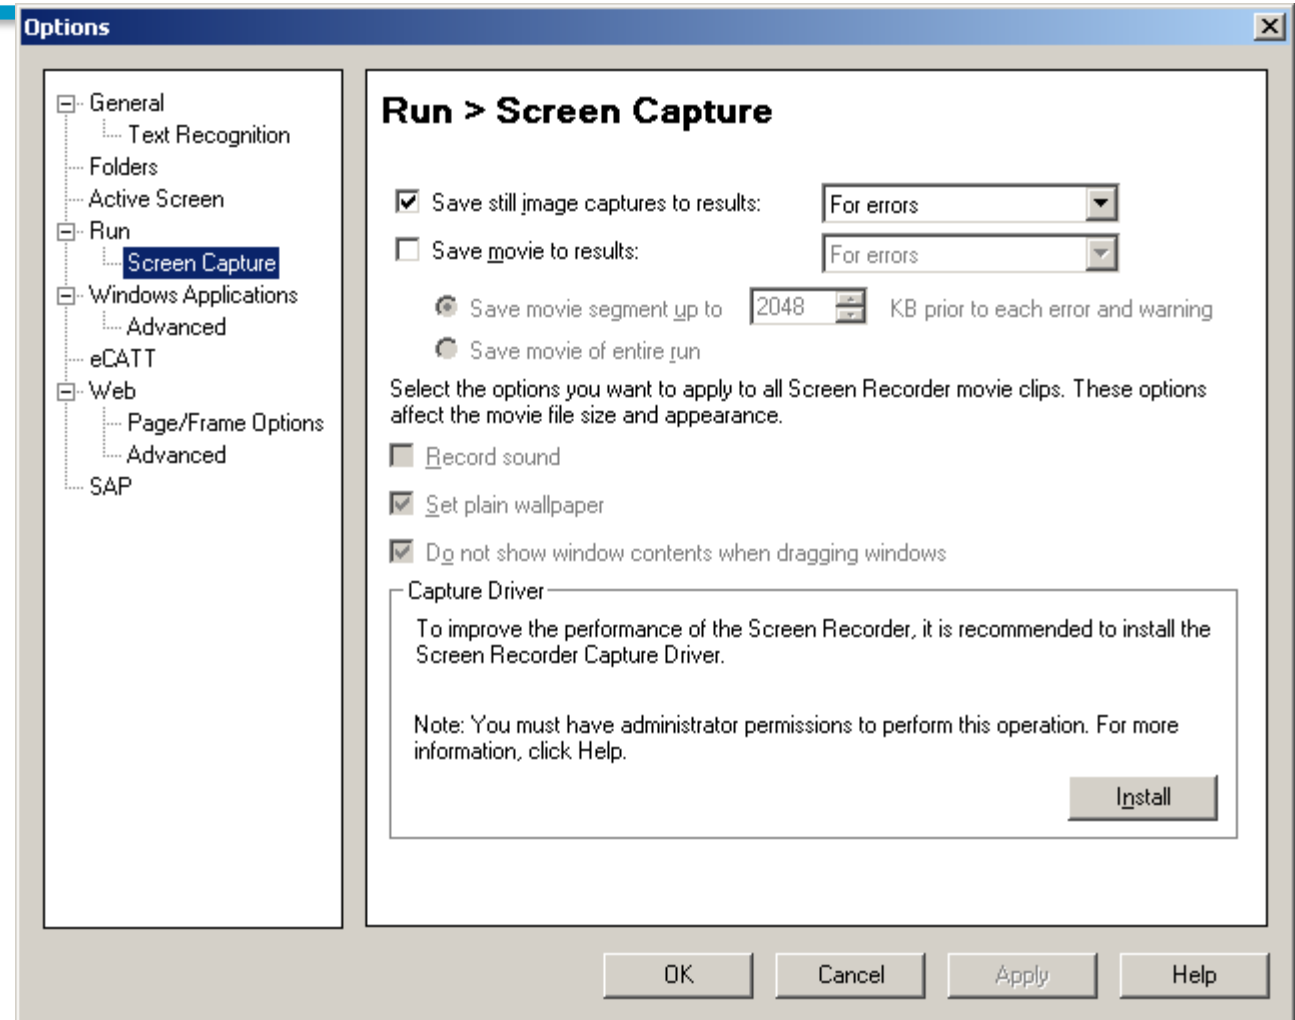 Options
General
Text Recognition
Folders
Active Screen
Run
Screen Capture
Windows Applications
Advanced
eCATT
Web
Page/Frame Options
Advanced
SAP
Run > Screen Capture
Save still image captures to results: For errors
Save movie to results: For errors
Save movie segment up to 2048 KB prior to each error and warning
Save movie of entire run
Select the options you want to apply to all Screen Recorder movie clips. These options
affect the movie file size and appearance.
Record sound
Set plain wallpaper
Do not show window contents when dragging windows
Capture Driver
To improve the performance of the Screen Recorder, it is recommended to install the
Screen Recorder Capture Driver.
Note: You must have administrator permissions to perform this operation. For more
information, click Help.
Install
OK Cancel Apply Help